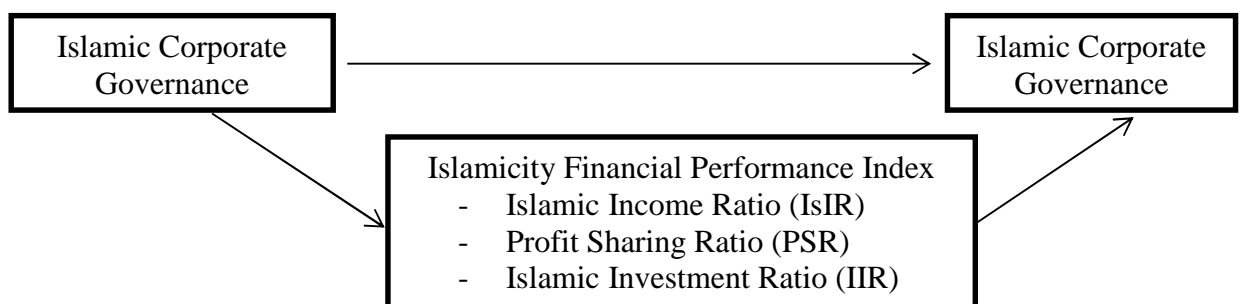 Islamic Corporate
Governance
Islamic Corporate
Governance
Islamicity Financial Performance Index
- Islamic Income Ratio (IsIR)
- Profit Sharing Ratio (PSR)
- Islamic Investment Ratio (IIR)